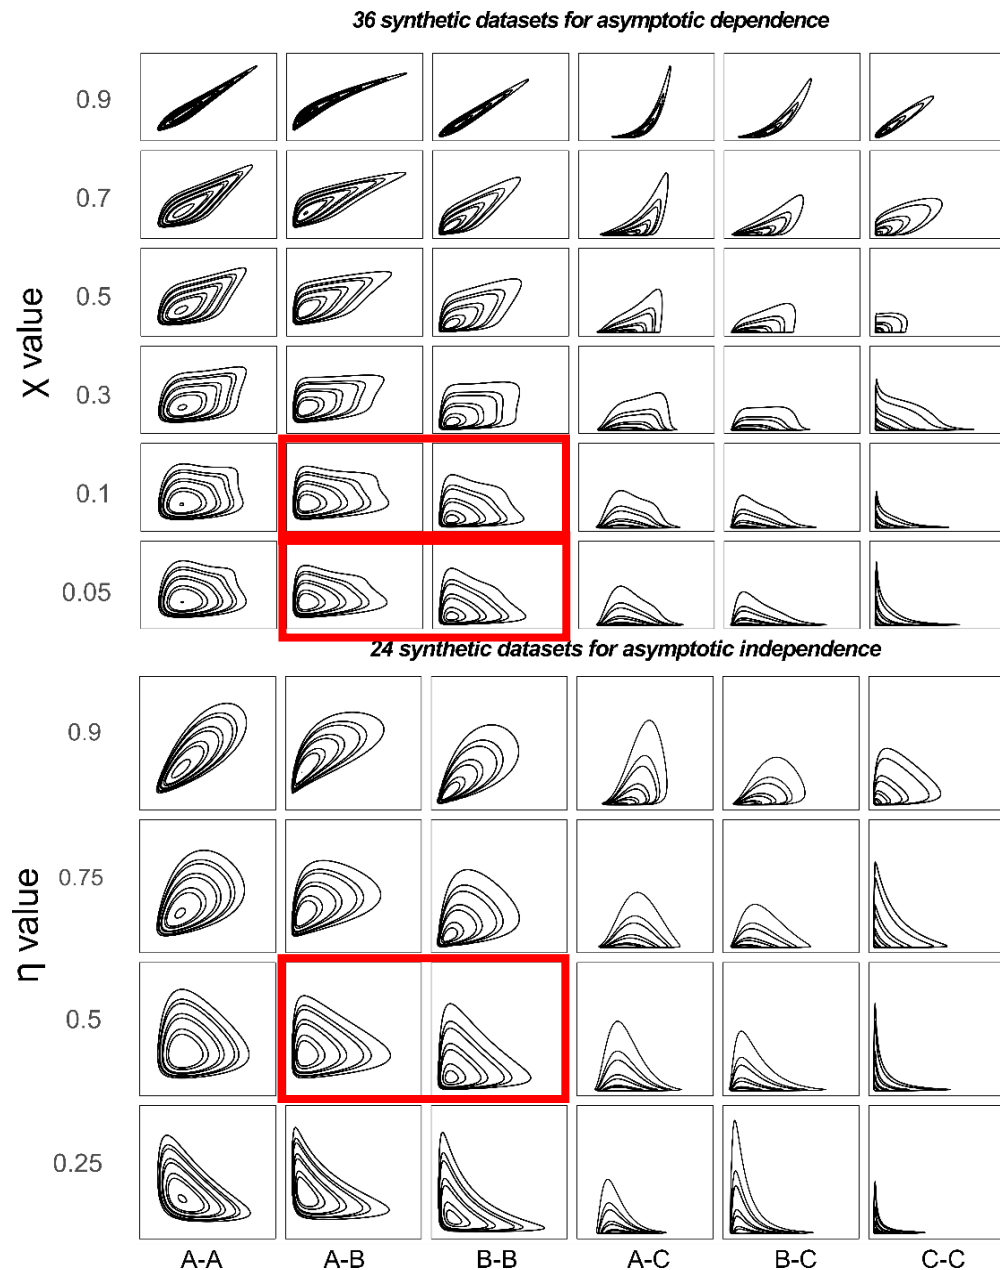 36 synthetic datasets for asymptotic dependence
0.9
0.7
0.5
0.3
0.1
0.05
χ value
24 synthetic datasets for asymptotic independence
0.9
0.75
0.5
0.25
η value
A-A A-B B-B A-C B-C C-C